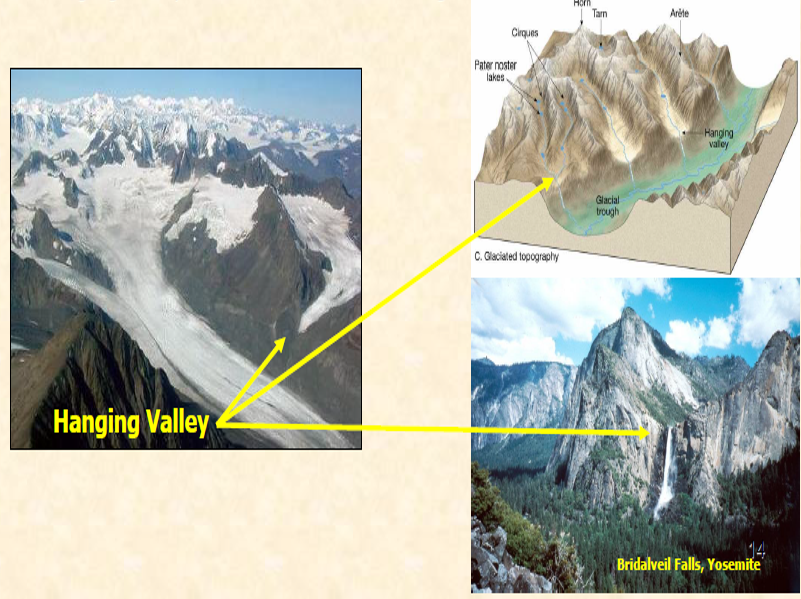 Hanging Valley
Horn
Tarn
Arête
Cirques
Pater noster
lakes
Hanging
valley
Glacial
trough
C. Glaciated topography
14
Bridalveil Falls, Yosemite